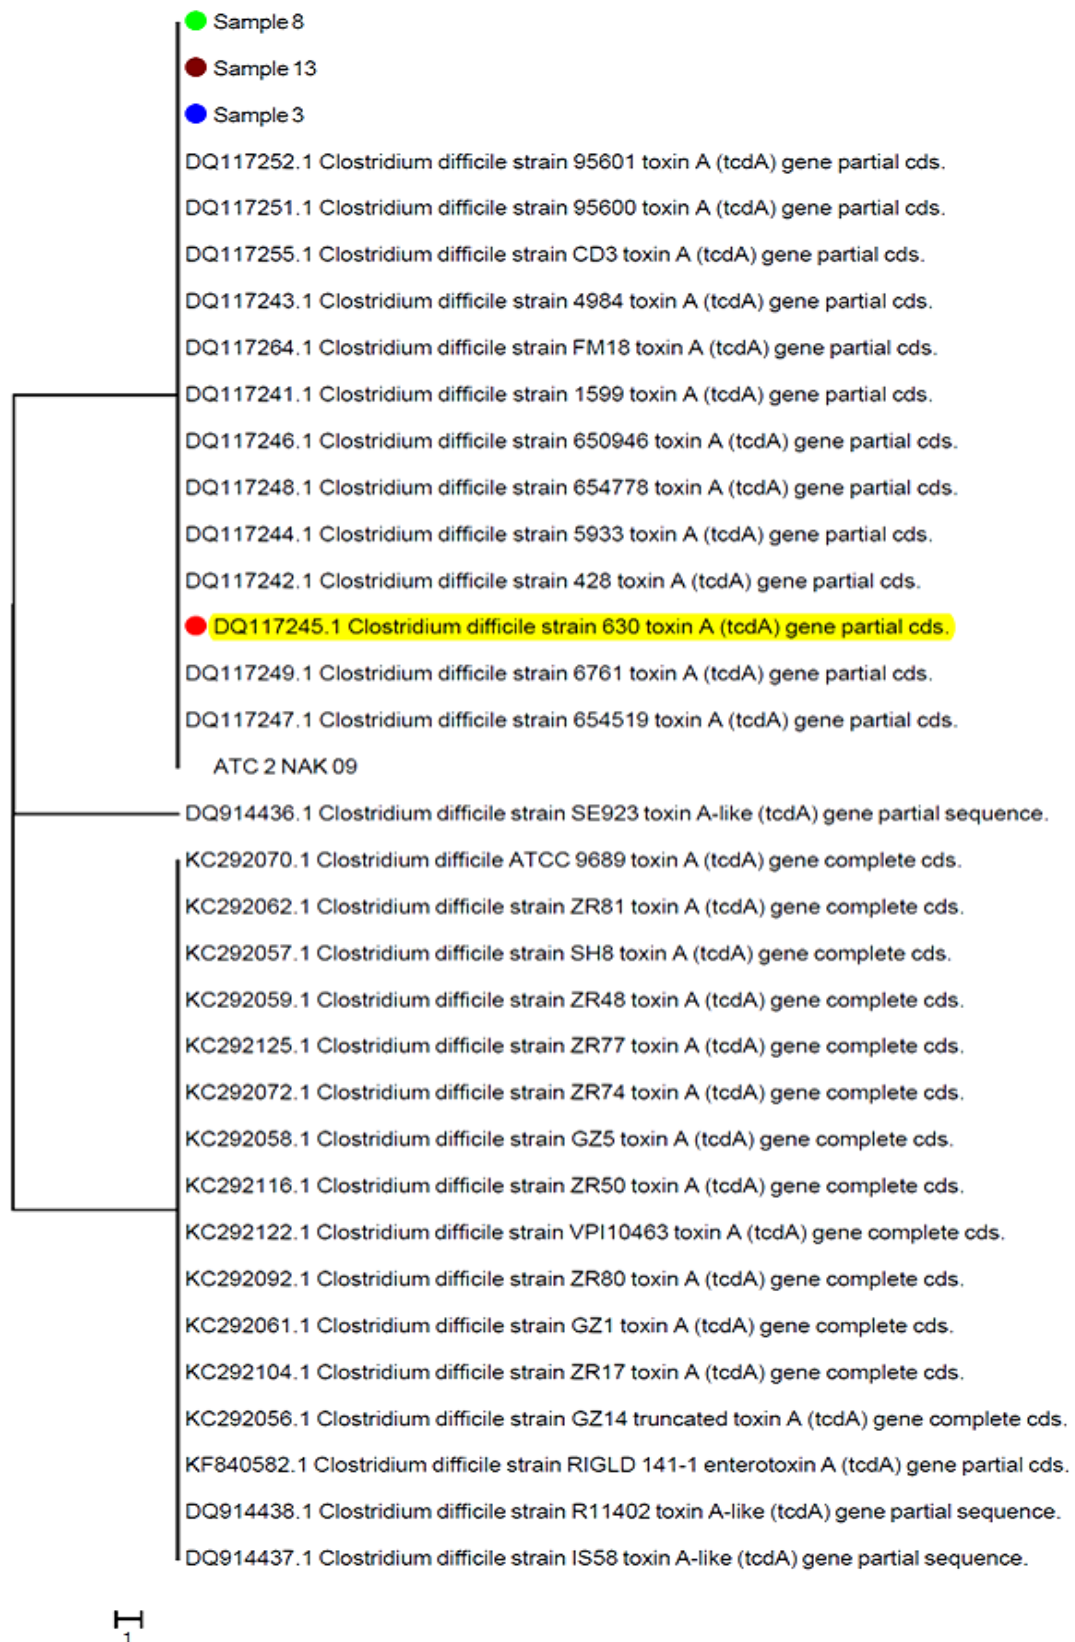 Sample 8
Sample 13
Sample 3
DQ117252.1 Clostridium difficile strain 95601 toxin A (tcdA) gene partial cds.
DQ117251.1 Clostridium difficile strain 95600 toxin A (tcdA) gene partial cds.
DQ117255.1 Clostridium difficile strain CD3 toxin A (tcdA) gene partial cds.
DQ117243.1 Clostridium difficile strain 4984 toxin A (tcdA) gene partial cds.
DQ117264.1 Clostridium difficile strain FM18 toxin A (tcdA) gene partial cds.
DQ117241.1 Clostridium difficile strain 1599 toxin A (tcdA) gene partial cds.
DQ117246.1 Clostridium difficile strain 650946 toxin A (tcdA) gene partial cds.
DQ117248.1 Clostridium difficile strain 654778 toxin A (tcdA) gene partial cds.
DQ117244.1 Clostridium difficile strain 5933 toxin A (tcdA) gene partial cds.
DQ117242.1 Clostridium difficile strain 428 toxin A (tcdA) gene partial cds.
DQ117245.1 Clostridium difficile strain 630 toxin A (tcdA) gene partial cds.
DQ117249.1 Clostridium difficile strain 6761 toxin A (tcdA) gene partial cds.
DQ117247.1 Clostridium difficile strain 654519 toxin A (tcdA) gene partial cds.
ATC 2 NAK 09
DQ914436.1 Clostridium difficile strain SE923 toxin A-like (tcdA) gene partial sequence.
KC292070.1 Clostridium difficile ATCC 9689 toxin A (tcdA) gene complete cds.
KC292062.1 Clostridium difficile strain ZR81 toxin A (tcdA) gene complete cds.
KC292057.1 Clostridium difficile strain SH8 toxin A (tcdA) gene complete cds.
KC292059.1 Clostridium difficile strain ZR48 toxin A (tcdA) gene complete cds.
KC292125.1 Clostridium difficile strain ZR77 toxin A (tcdA) gene complete cds.
KC292072.1 Clostridium difficile strain ZR74 toxin A (tcdA) gene complete cds.
KC292058.1 Clostridium difficile strain GZ5 toxin A (tcdA) gene complete cds.
KC292116.1 Clostridium difficile strain ZR50 toxin A (tcdA) gene complete cds.
KC292122.1 Clostridium difficile strain VPI10463 toxin A (tcdA) gene complete cds.
KC292092.1 Clostridium difficile strain ZR80 toxin A (tcdA) gene complete cds.
KC292061.1 Clostridium difficile strain GZ1 toxin A (tcdA) gene complete cds.
KC292104.1 Clostridium difficile strain ZR17 toxin A (tcdA) gene complete cds.
KC292056.1 Clostridium difficile strain GZ14 truncated toxin A (tcdA) gene complete cds.
KF840582.1 Clostridium difficile strain RIGLD 141-1 enterotoxin A (tcdA) gene partial cds.
DQ914438.1 Clostridium difficile strain R11402 toxin A-like (tcdA) gene partial sequence.
DQ914437.1 Clostridium difficile strain IS58 toxin A-like (tcdA) gene partial sequence.
1